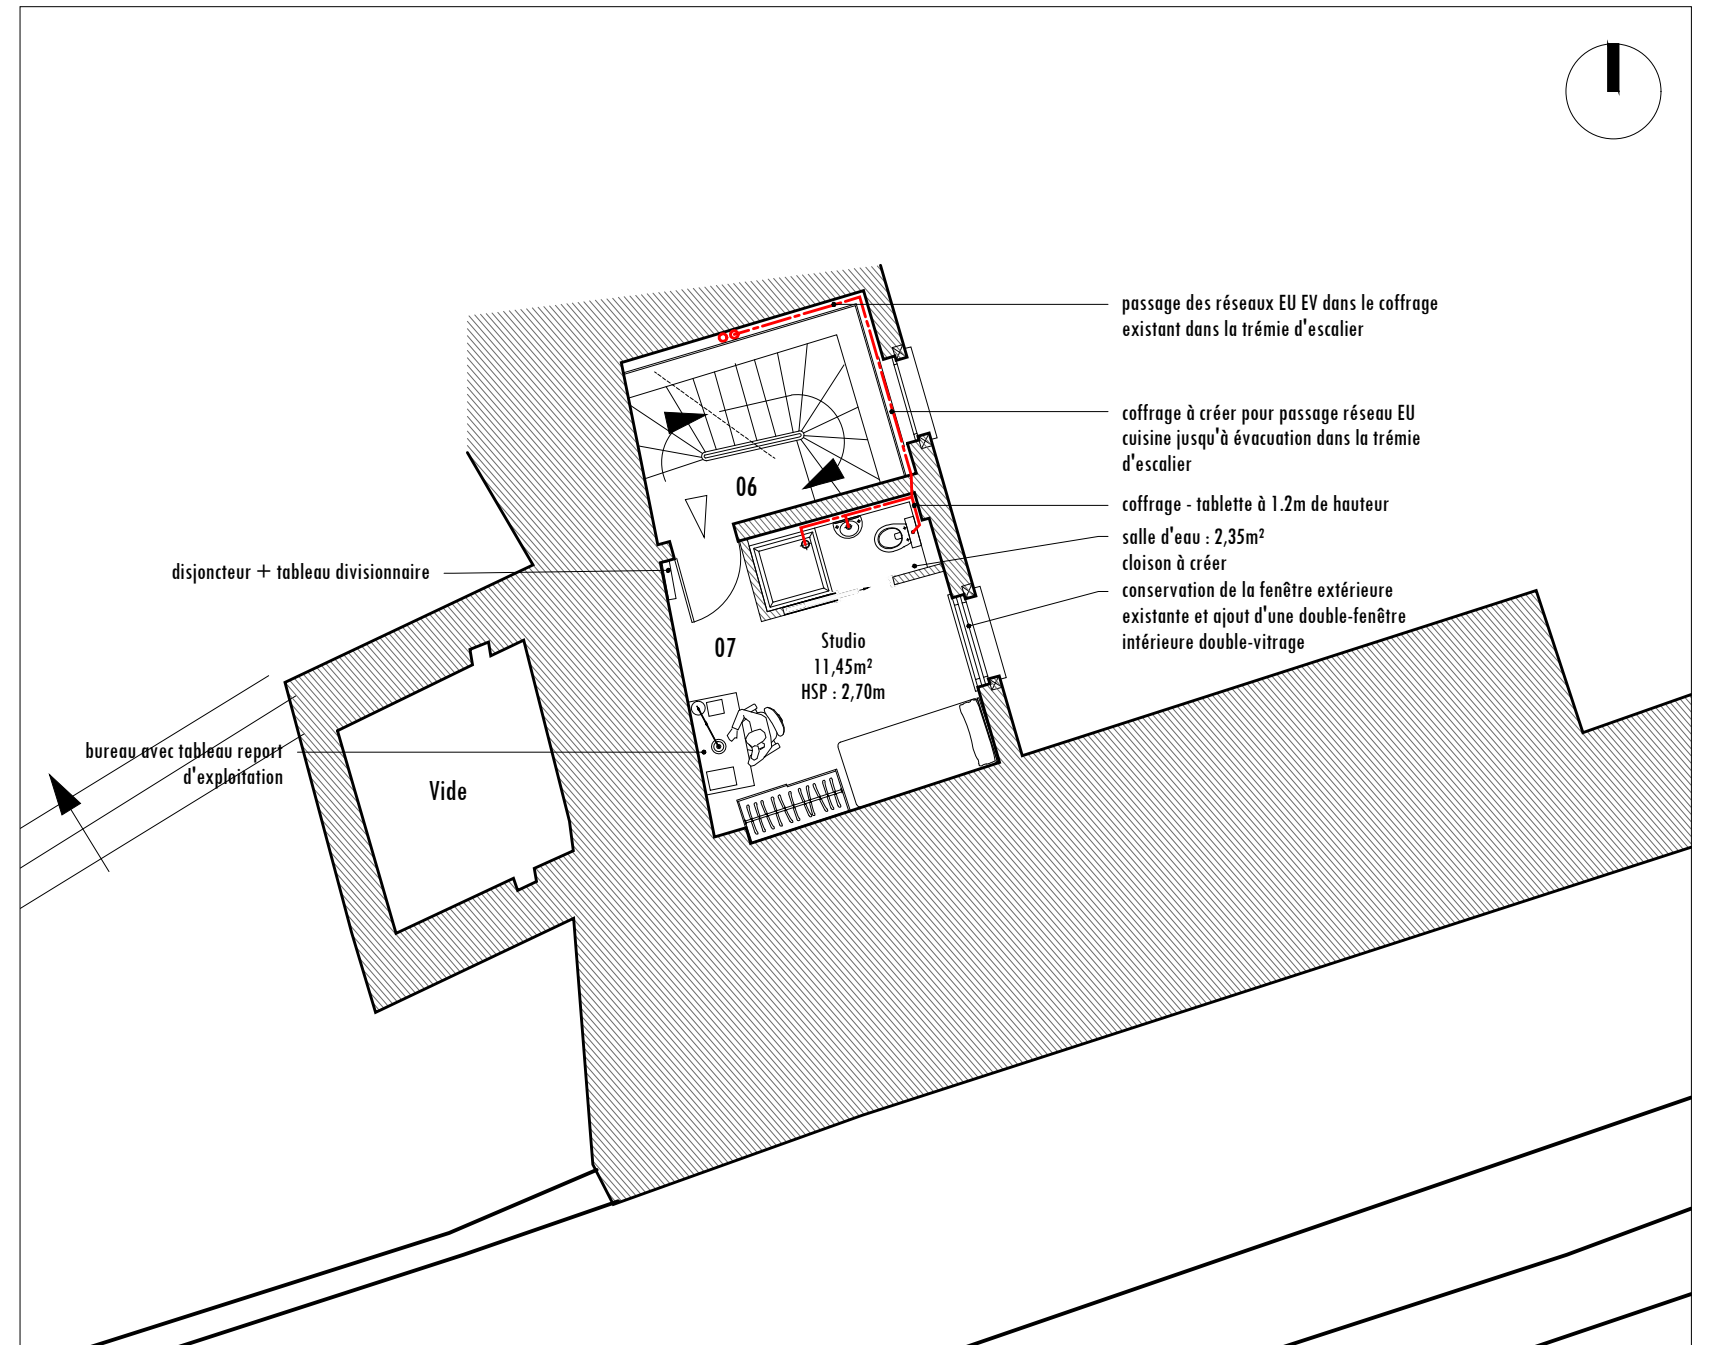 passage des réseaux EU EV dans le coffrage
existant dans la trémie d'escalier
coffrage à créer pour passage réseau EU
cuisine jusqu'à évacuation dans la trémie
d'escalier
06
coffrage - tablette à 1.2m de hauteur
salle d'eau : 2,35m²
cloison à créer
disjoncteur + tableau divisionnaire
conservation de la fenêtre extérieure
existante et ajout d'une double-fenêtre
intérieure double-vitrage
07
Studio
11,45m²
HSP : 2,70m
bureau avec tableau report
d'exploitation
Vide